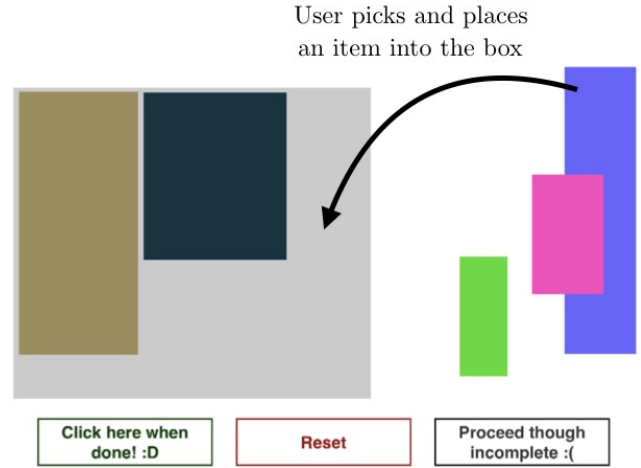 User picks and places
an item into the box
Click here when
done! :D
Reset
Proceed though
incomplete :(